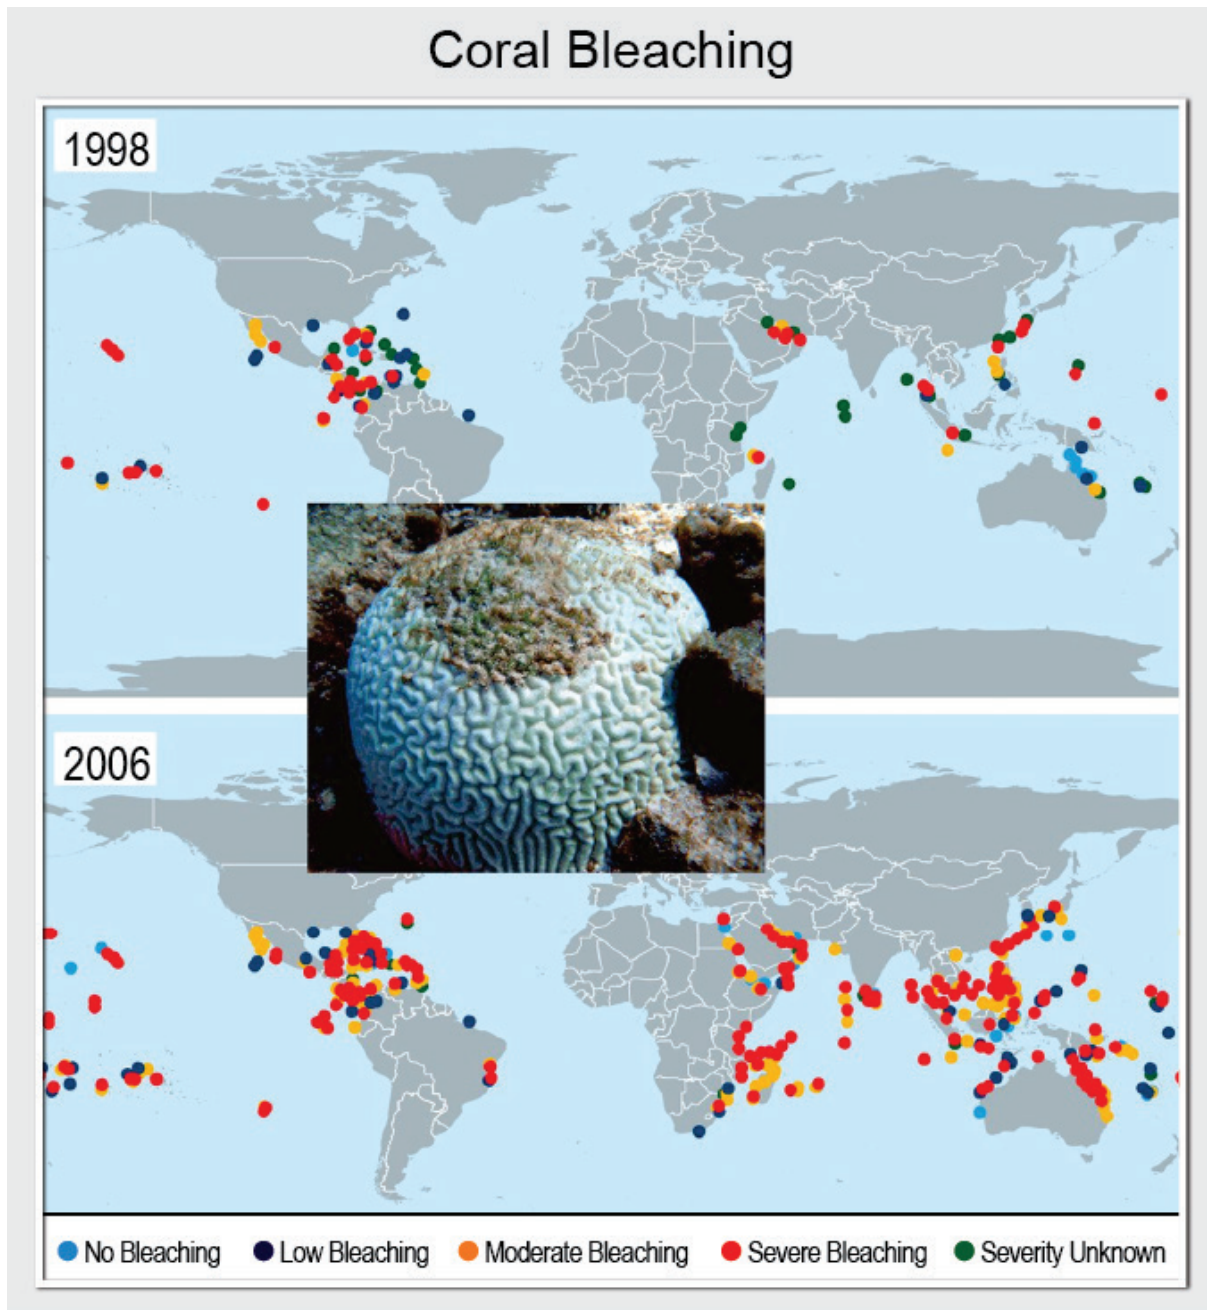 Coral Bleaching
1998
2006
No Bleaching
Low Bleaching
Moderate Bleaching
Severe Bleaching
Severity Unknown